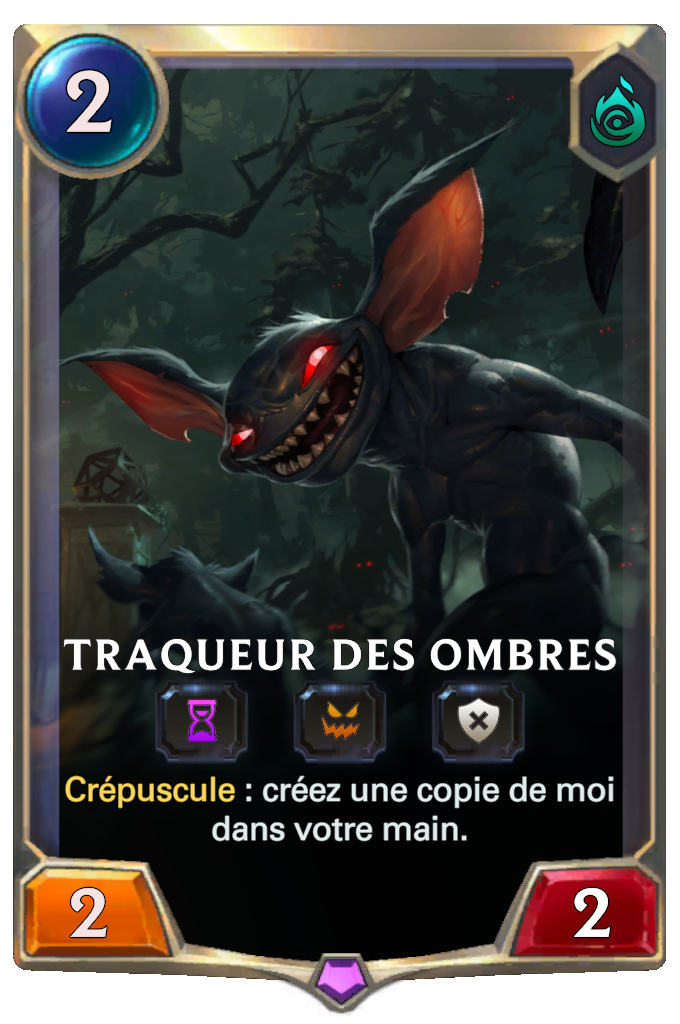 2
TRAQUEUR DES OMBRES
Crépuscule : créez une copie de moi
dans votre main.
2 2